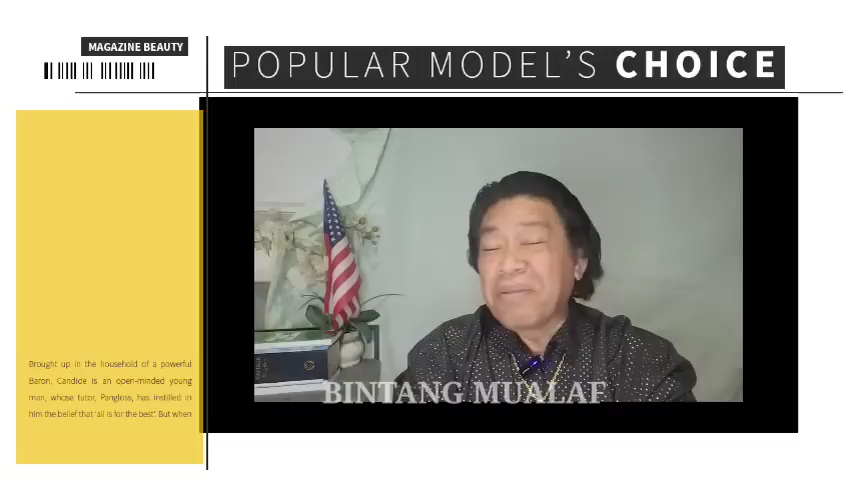 MAGAZINE BEAUTY
POPULAR MODEL'S CHOICE
Brought up in the household of a powerful
Baron, Candide is an open-minded young
man, whose tutor, Pangloss, has instilled in
him the belief that 'all is for the best'. But when
BINTANG MUALAF